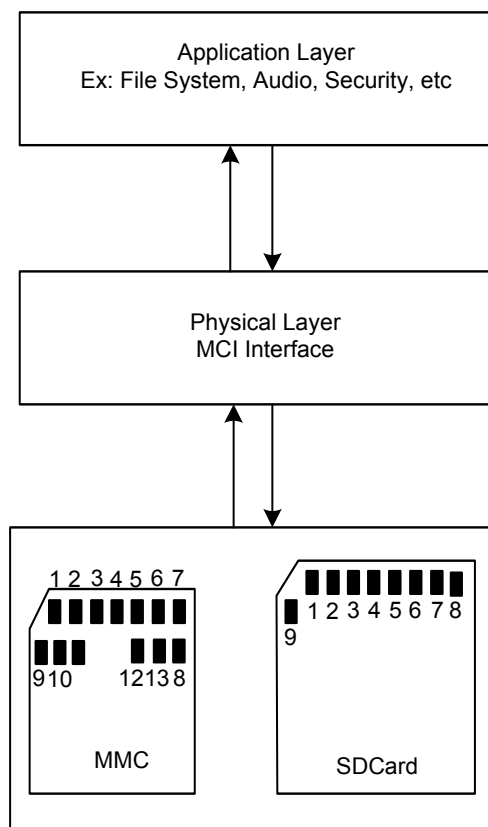 Application Layer
Ex: File System, Audio, Security, etc
Physical Layer
MCI Interface
1 2 3 4 5 6 7
9 10 12 13 8
MMC
1 2 3 4 5 6 7 8
9
SDCard